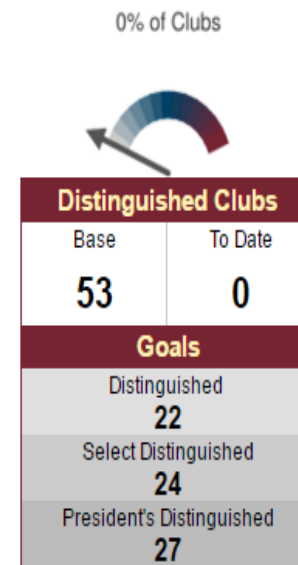 0% of Clubs
Distinguished Clubs
Base To Date
53 0
Goals
Distinguished
22
Select Distinguished
24
President's Distinguished
27